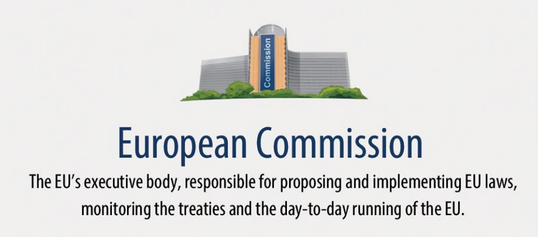 Commission
European Commission
The EU's executive body, responsible for proposing and implementing EU laws,
monitoring the treaties and the day-to-day running of the EU.